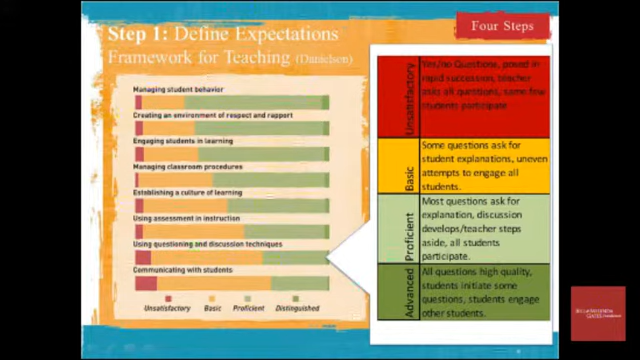 Step 1: Define Expectations
Framework for Teaching (Danielson)
Four Steps
Managing student behavior
Creating an environment of respect and rapport
Engaging students in learning
Managing classroom procedures
Establishing a culture of learning
Using assessment in instruction
Using questioning and discussion techniques
Communicating with students
Unsatisfactory Basic Proficient Distinguished
Unsatisfactory
Yes/no Questions, posed in
rapid succession, teacher
asks all questions, same few
students participate
Basic
Some questions ask for
student explanations, uneven
attempts to engage all
students.
Proficient
Most questions ask for
explanation, discussion
develops/teacher steps
aside, all students
participate.
Advanced
All questions high quality,
students initiate some
questions, students engage
other students.